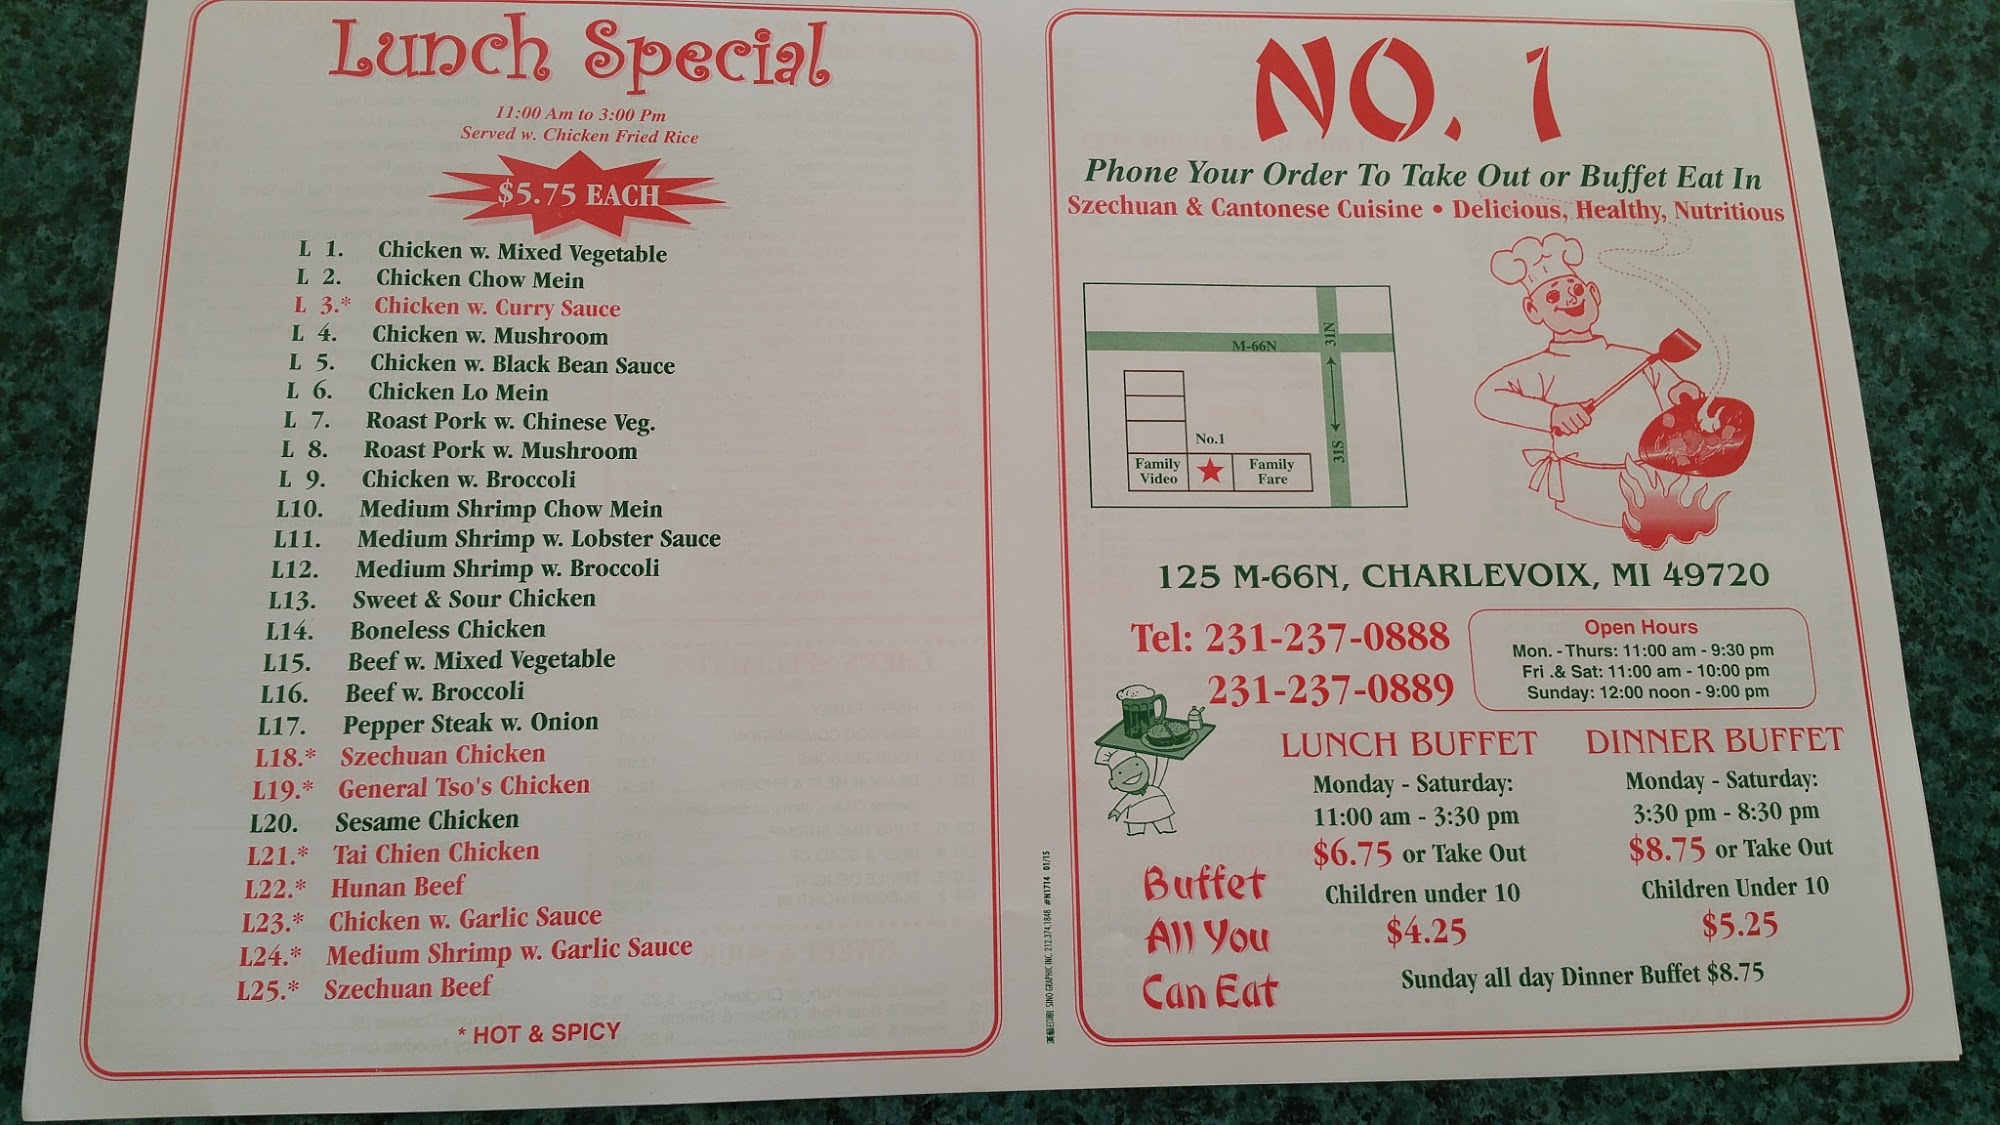 Lunch Special
11:00 Am to 3:00 Pm
Served w. Chicken Fried Rice
$5.75 EACH
L 1. Chicken w. Mixed Vegetable
L 2. Chicken Chow Mein
L 3.* Chicken w. Curry Sauce
L 4. Chicken w. Mushroom
L 5. Chicken w. Black Bean Sauce
L 6. Chicken Lo Mein
L 7. Roast Pork w. Chinese Veg.
L 8. Roast Pork w. Mushroom
L 9. Chicken w. Broccoli
L10. Medium Shrimp Chow Mein
L11. Medium Shrimp w. Lobster Sauce
L12. Medium Shrimp w. Broccoli
L13. Sweet & Sour Chicken
L14. Boneless Chicken
L15. Beef w. Mixed Vegetable
L16. Beef w. Broccoli
L17. Pepper Steak w. Onion
L18.* Szechuan Chicken
L19.* General Tso's Chicken
L20. Sesame Chicken
L21.* Tai Chien Chicken
L22.* Hunan Beef
L23.* Chicken w. Garlic Sauce
L24.* Medium Shrimp w. Garlic Sauce
L25.* Szechuan Beef
* HOT & SPICY
SINO GRAPHIC INC. 212.374.1848 #N1714 01/15
NO. 1
Phone Your Order To Take Out or Buffet Eat In
Szechuan & Cantonese Cuisine • Delicious, Healthy, Nutritious
31N
M-66N
31S
No.1
Family Video
Family Fare
125 M-66N, CHARLEVOIX, MI 49720
Tel: 231-237-0888
231-237-0889
Open Hours
Mon. - Thurs: 11:00 am - 9:30 pm
Fri .& Sat: 11:00 am - 10:00 pm
Sunday: 12:00 noon - 9:00 pm
LUNCH BUFFET
Monday - Saturday:
11:00 am - 3:30 pm
$6.75 or Take Out
Children under 10
$4.25
DINNER BUFFET
Monday - Saturday:
3:30 pm - 8:30 pm
$8.75 or Take Out
Children Under 10
$5.25
Sunday all day Dinner Buffet $8.75
Buffet
All You
Can Eat